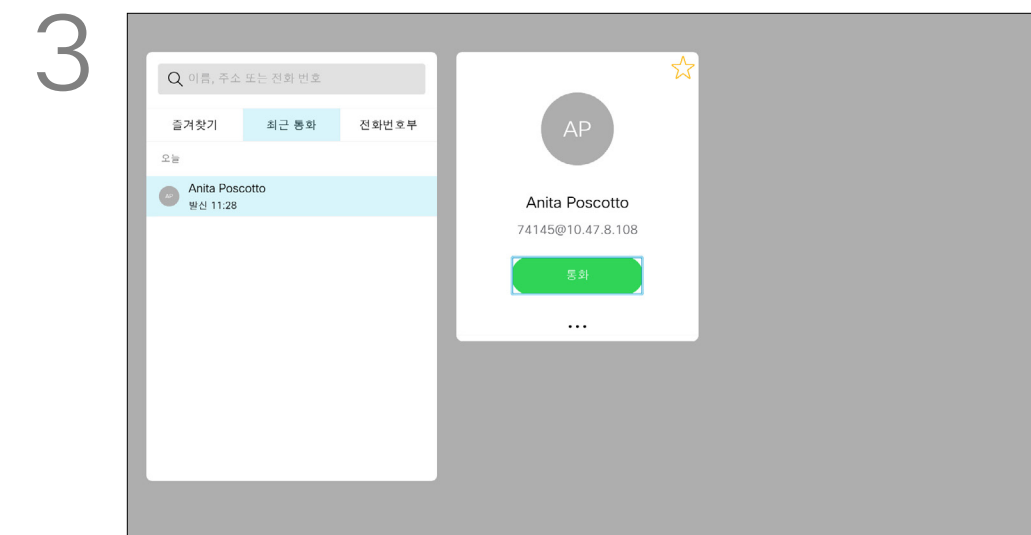 3
이름, 주소 또는 전화 번호
즐겨찾기 최근 통화 전화번호부
오늘
AP Anita Poscotto
발신 11:28
AP
Anita Poscotto
74145@10.47.8.108
통화